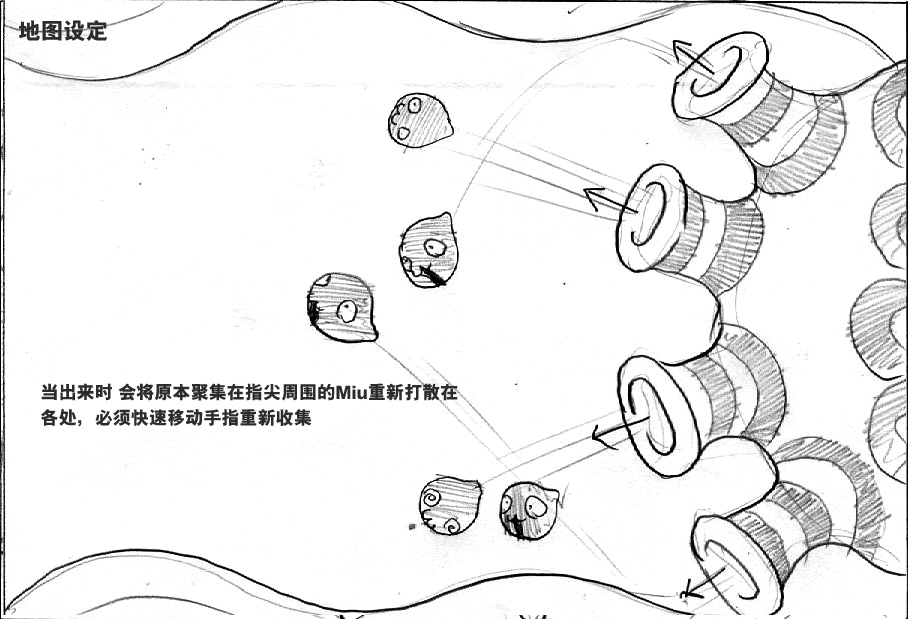 地图设定
当出来时 会将原本聚集在指尖周围的Miu重新打散在
各处，必须快速移动手指重新收集